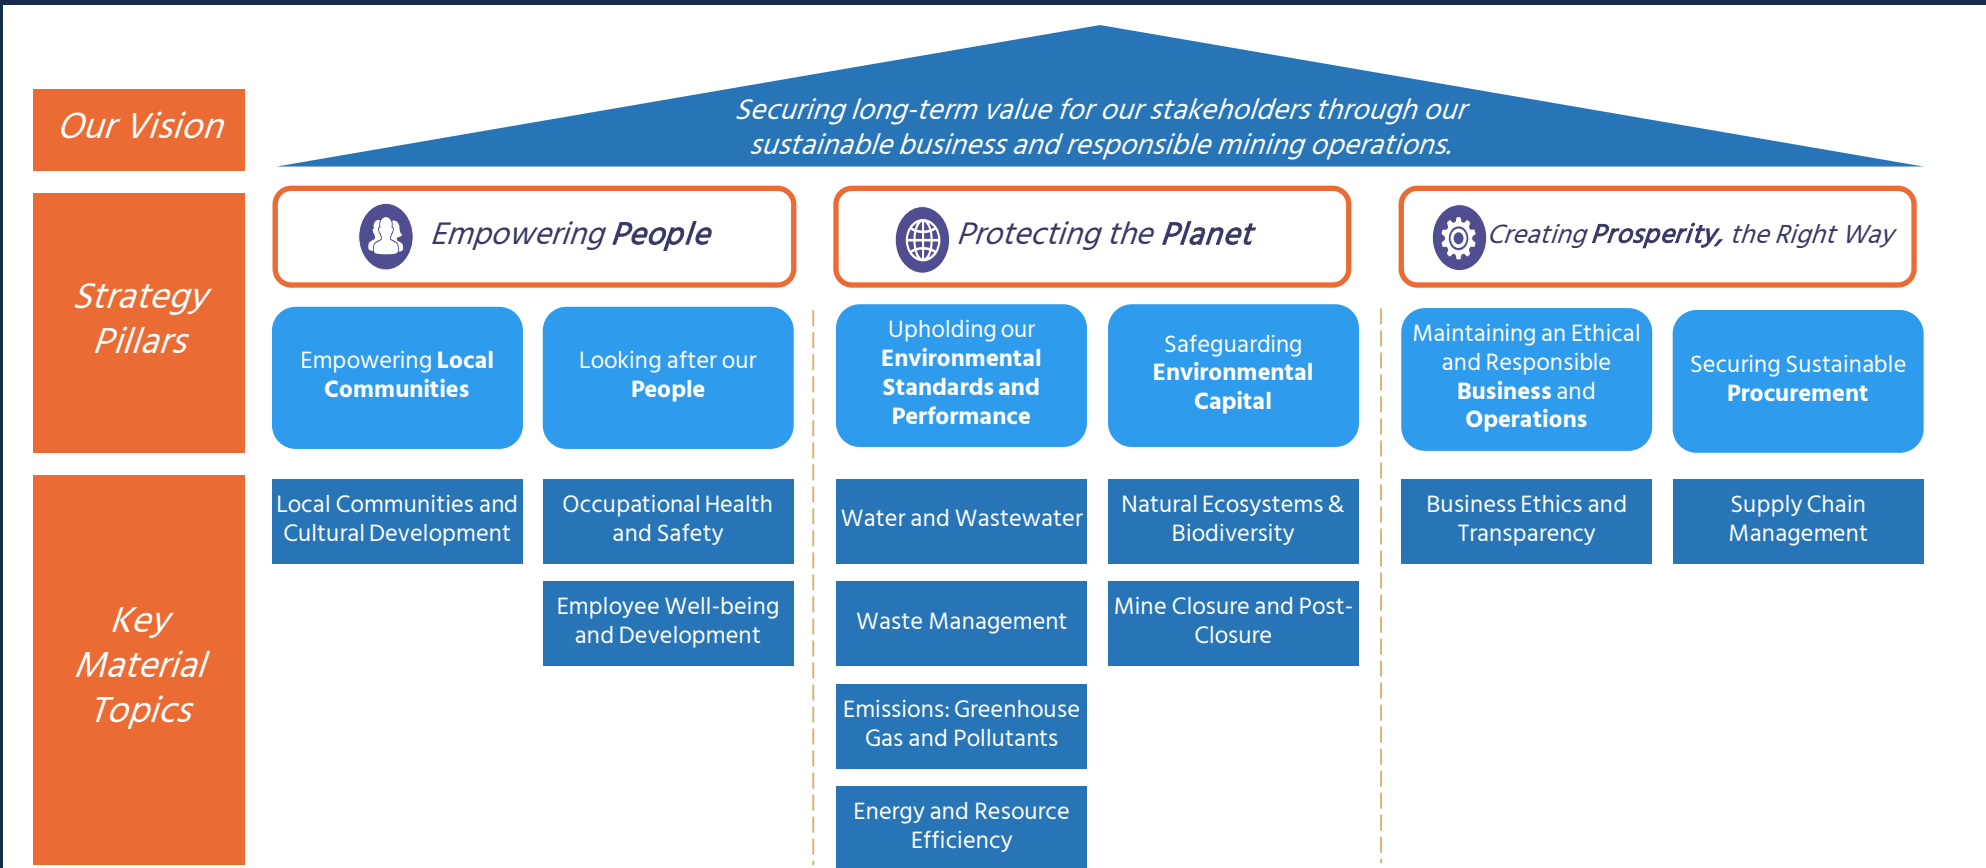 Our Vision
Securing long-term value for our stakeholders through our
sustainable business and responsible mining operations.
Strategy
Pillars
Empowering People
Protecting the Planet
Creating Prosperity, the Right Way
Empowering Local
Communities
Looking after our
People
Upholding our
Environmental
Standards and
Performance
Safeguarding
Environmental
Capital
Maintaining an Ethical
and Responsible
Business and
Operations
Securing Sustainable
Procurement
Key
Material
Topics
Local Communities and
Cultural Development
Occupational Health
and Safety
Employee Well-being
and Development
Water and Wastewater
Waste Management
Emissions: Greenhouse
Gas and Pollutants
Energy and Resource
Efficiency
Natural Ecosystems &
Biodiversity
Mine Closure and Post-
Closure
Business Ethics and
Transparency
Supply Chain
Management